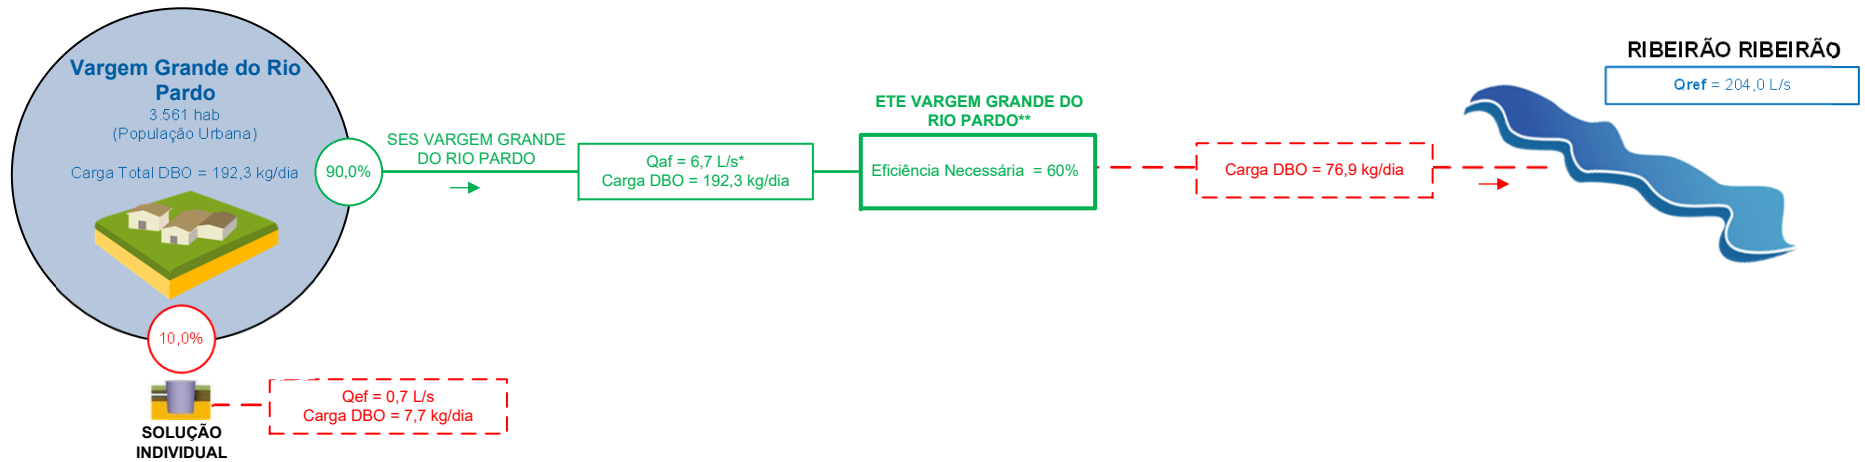 Vargem Grande do Rio
Pardo
3.561 hab
(População Urbana)
Carga Total DBO = 192,3 kg/dia
90,0%
10,0%
SOLUÇÃO
INDIVIDUAL
Qef = 0,7 L/s
Carga DBO = 7,7 kg/dia
SES VARGEM GRANDE
DO RIO PARDO
Qaf = 6,7 L/s*
Carga DBO = 192,3 kg/dia
ETE VARGEM GRANDE DO
RIO PARDO**
Eficiência Necessária = 60%
Carga DBO = 76,9 kg/dia
RIBEIRÃO RIBEIRÃO
Qref = 204,0 L/s